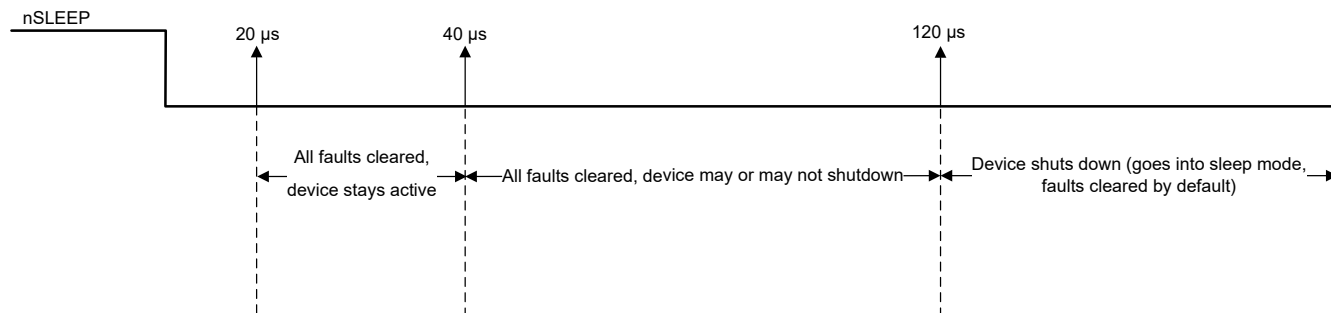 nSLEEP
20 µs
40 µs
120 µs
All faults cleared,
device stays active
All faults cleared, device may or may not shutdown
Device shuts down (goes into sleep mode,
faults cleared by default)